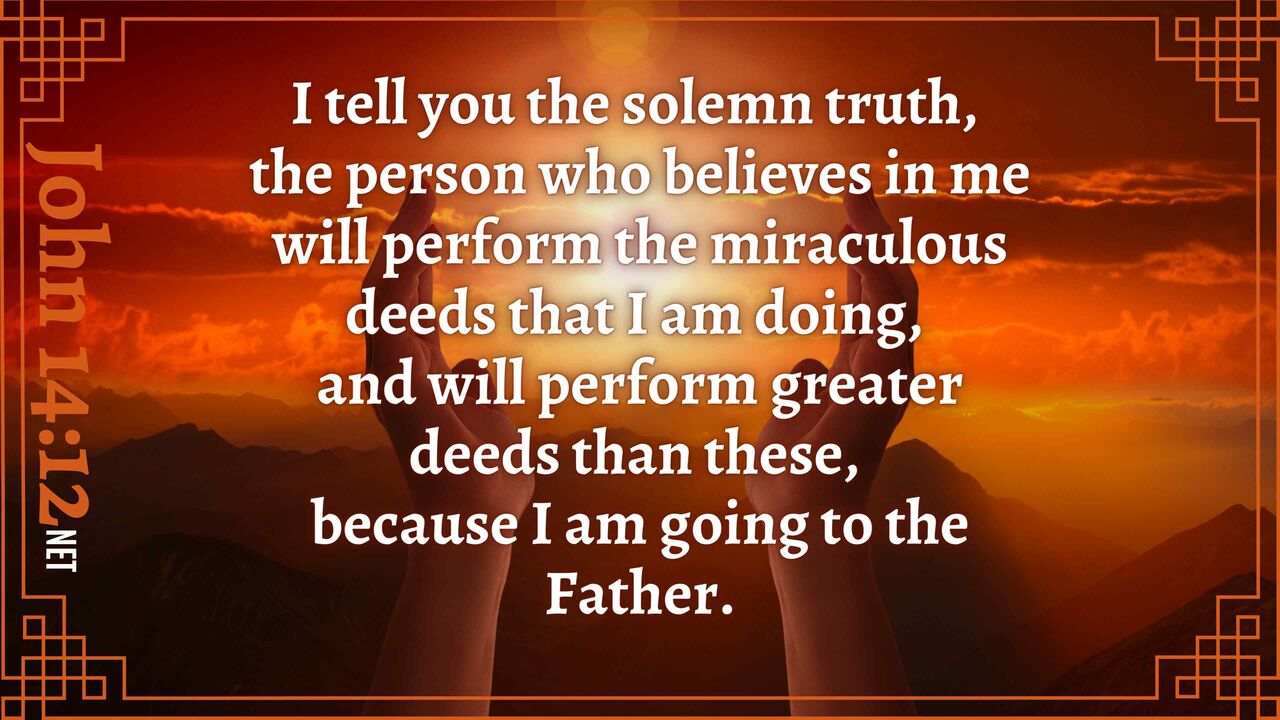 I tell you the solemn truth,
the person who believes in me
will perform the miraculous
deeds that I am doing,
and will perform greater
deeds than these,
because I am going to the
Father.
John 14:12 NET